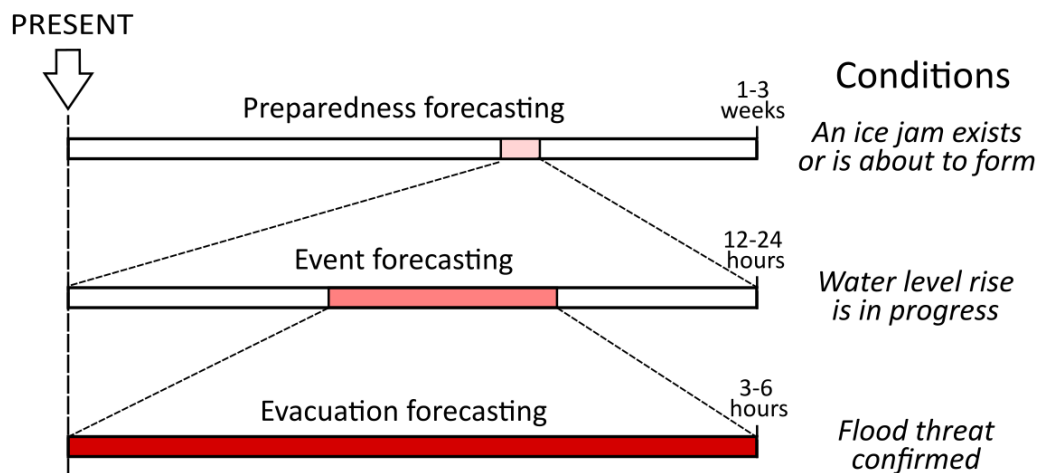 PRESENT
Conditions
Preparedness forecasting
1-3
weeks
An ice jam exists
or is about to form
Event forecasting
12-24
hours
Water level rise
is in progress
Evacuation forecasting
3-6
hours
Flood threat
confirmed